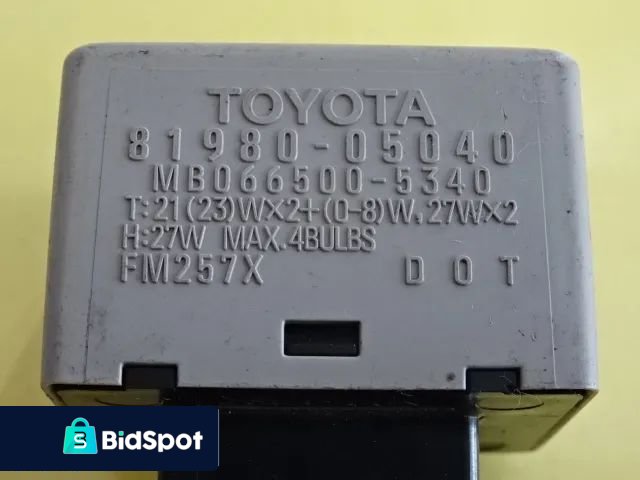 TOYOTA
81980-05040
MB066500-5340
T:21(23)W×2+(0-8)W,27W×2
H:27W MAX.4BULBS
FM257X DOT
BidSpot